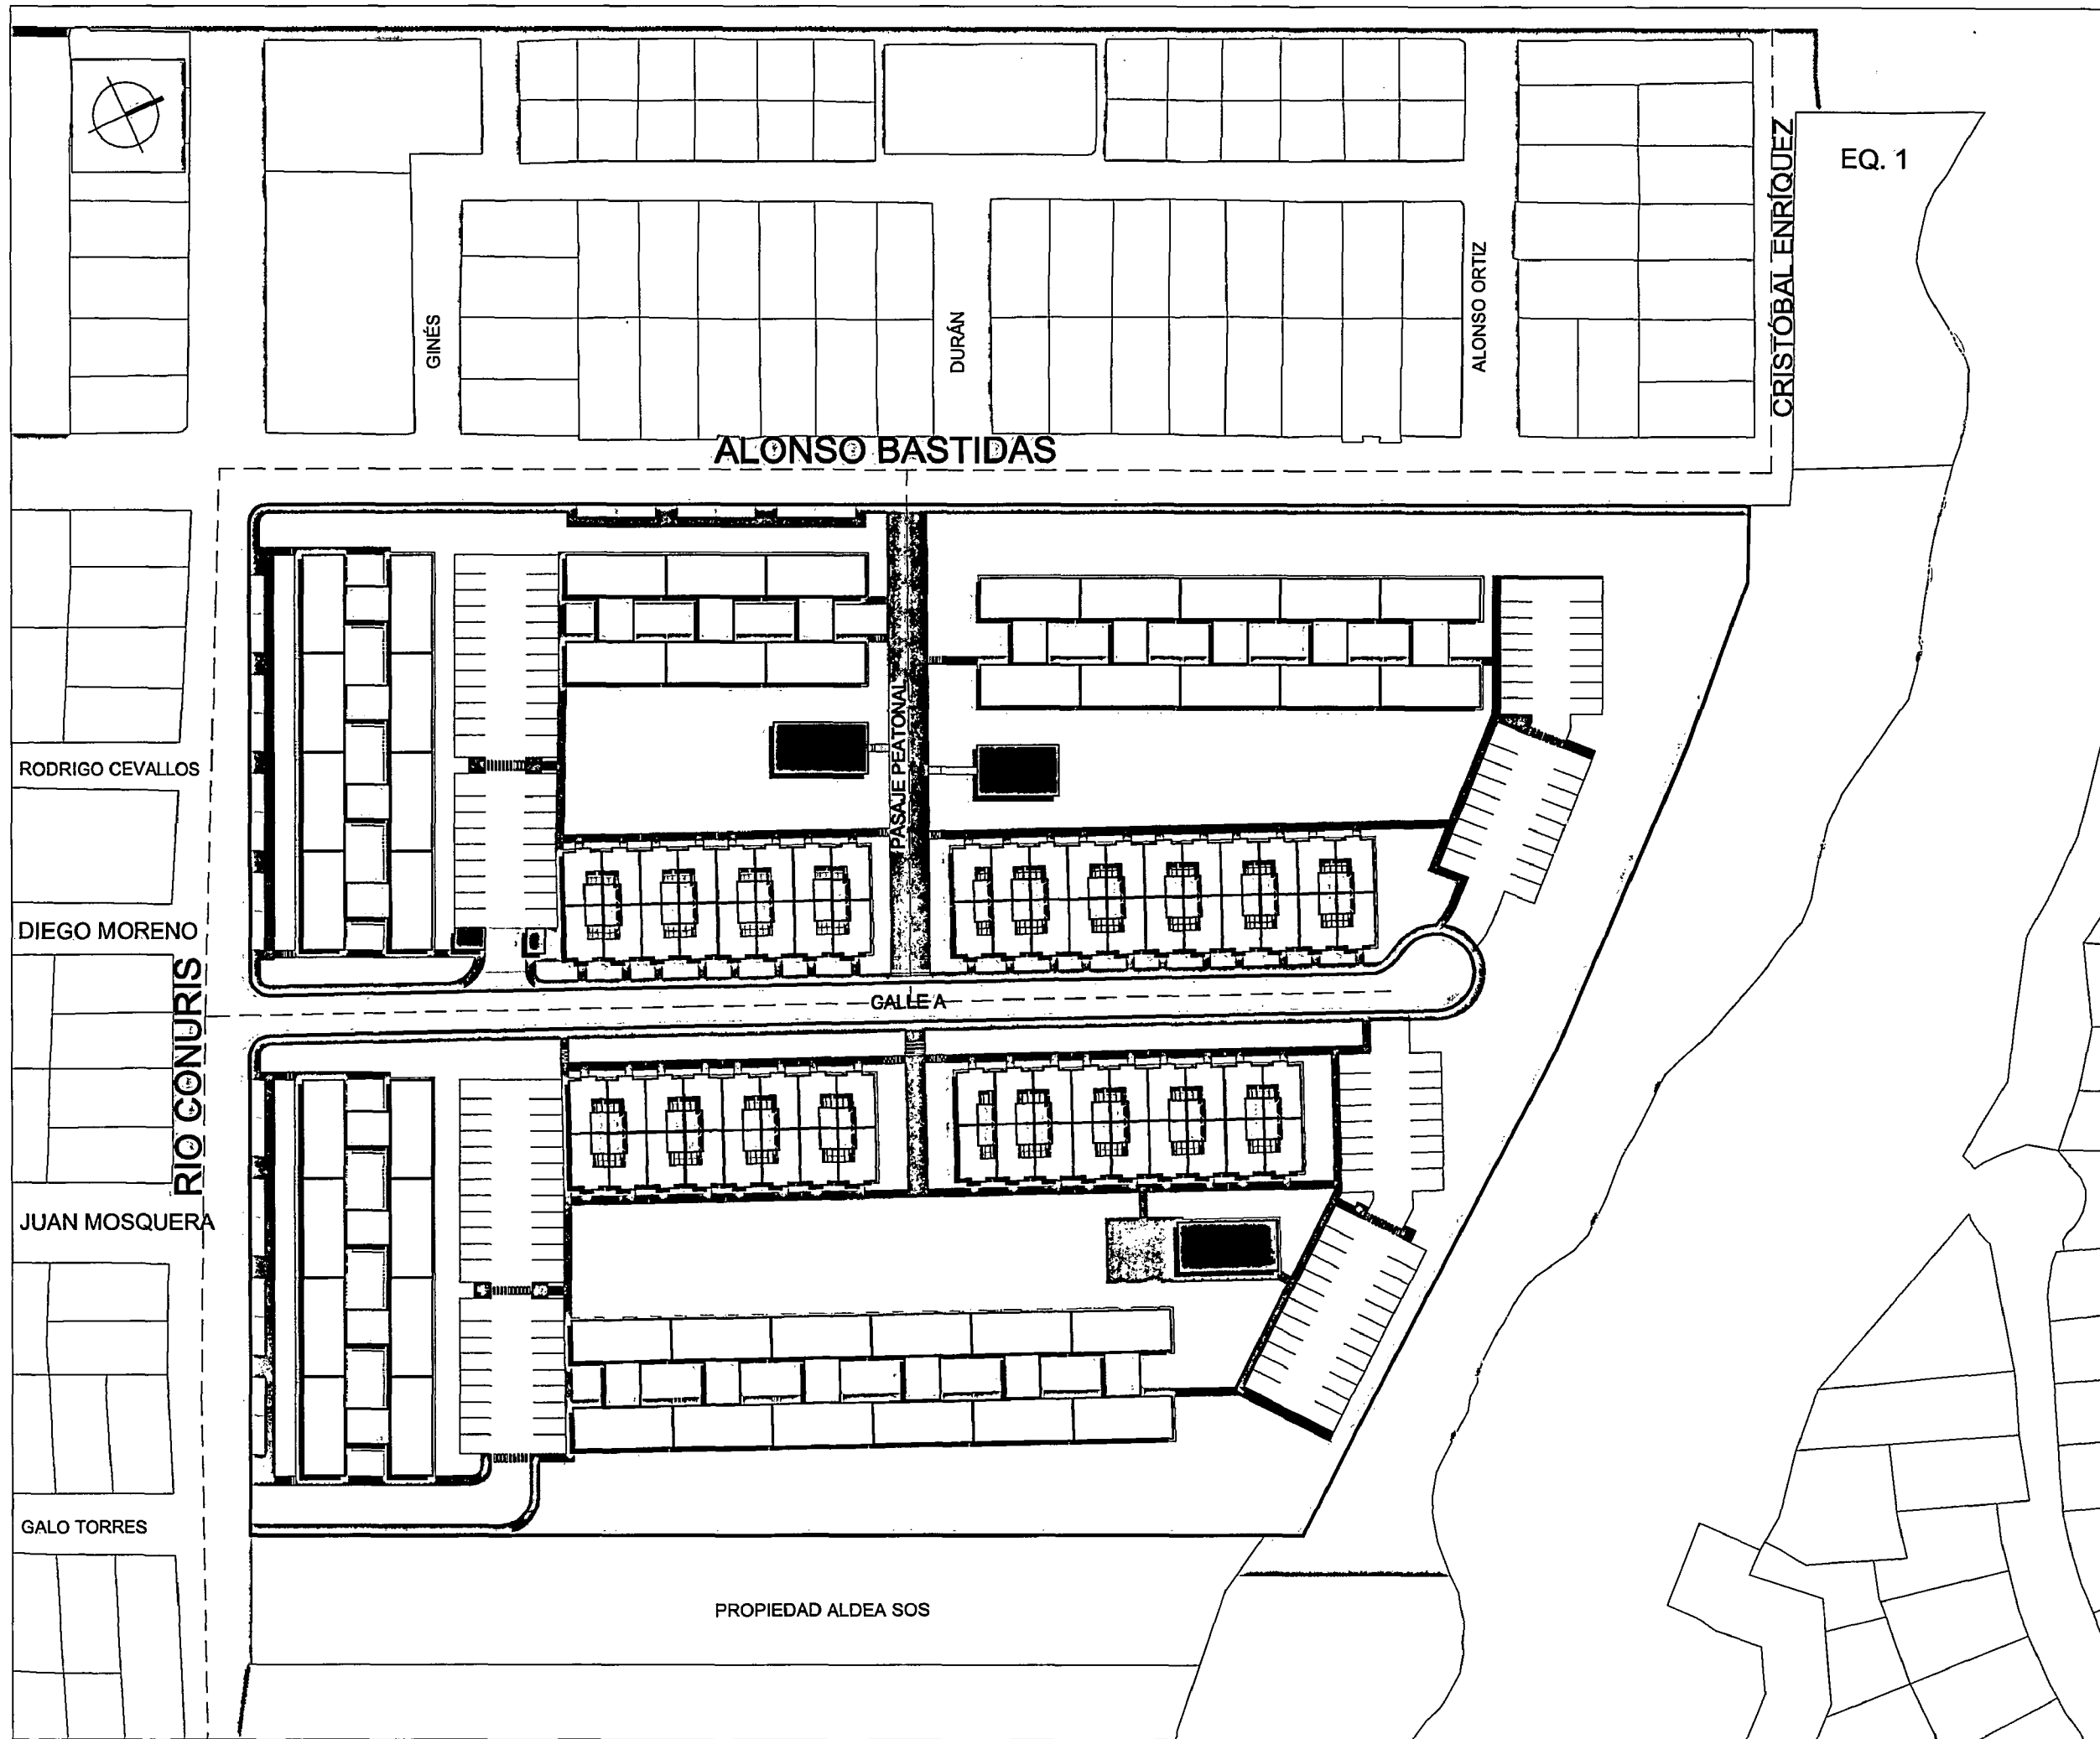 EQ. 1
CRISTÓBAL ENRÍQUEZ
GINÉS
DURÁN
ALONSO ORTIZ
ALONSO BASTIDAS
PASAJE PEATONAL
RODRIGO CEVALLOS
DIEGO MORENO
RIO CONURIS
CALLE A
JUAN MOSQUERA
GALO TORRES
PROPIEDAD ALDEA SOS